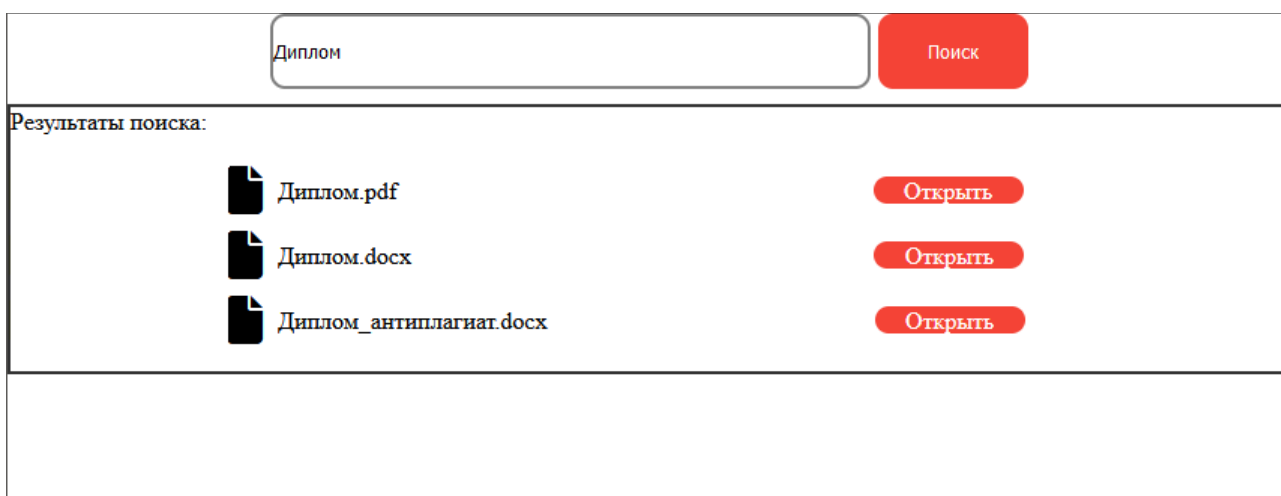 Диплом Поиск
Результаты поиска:
Диплом.pdf Открыть
Диплом.docx Открыть
Диплом_антиплагиат.docx Открыть